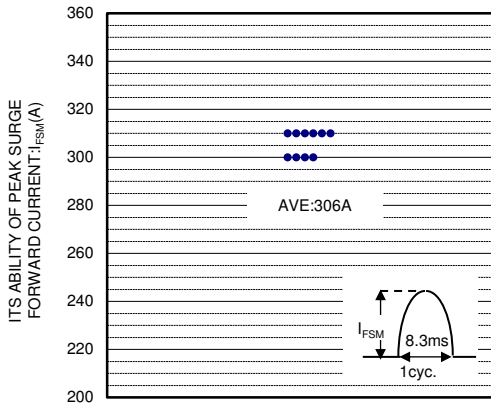 ITS ABILITY OF PEAK SURGE
FORWARD CURRENT:IFSM(A)
360
340
320
300
280
260
240
220
200
AVE:306A
IFSM
8.3ms
1cyc.